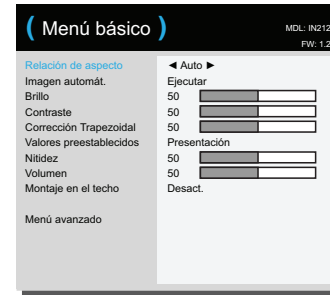 ( Menú básico )
MDL: IN212
FW: 1.2
Relación de aspecto ◄ Auto ►
Imagen automát. Ejecutar
Brillo 50
Contraste 50
Corrección Trapezoidal 50
Valores preestablecidos Presentación
Nitidez 50
Volumen 50
Montaje en el techo Desact.
Menú avanzado